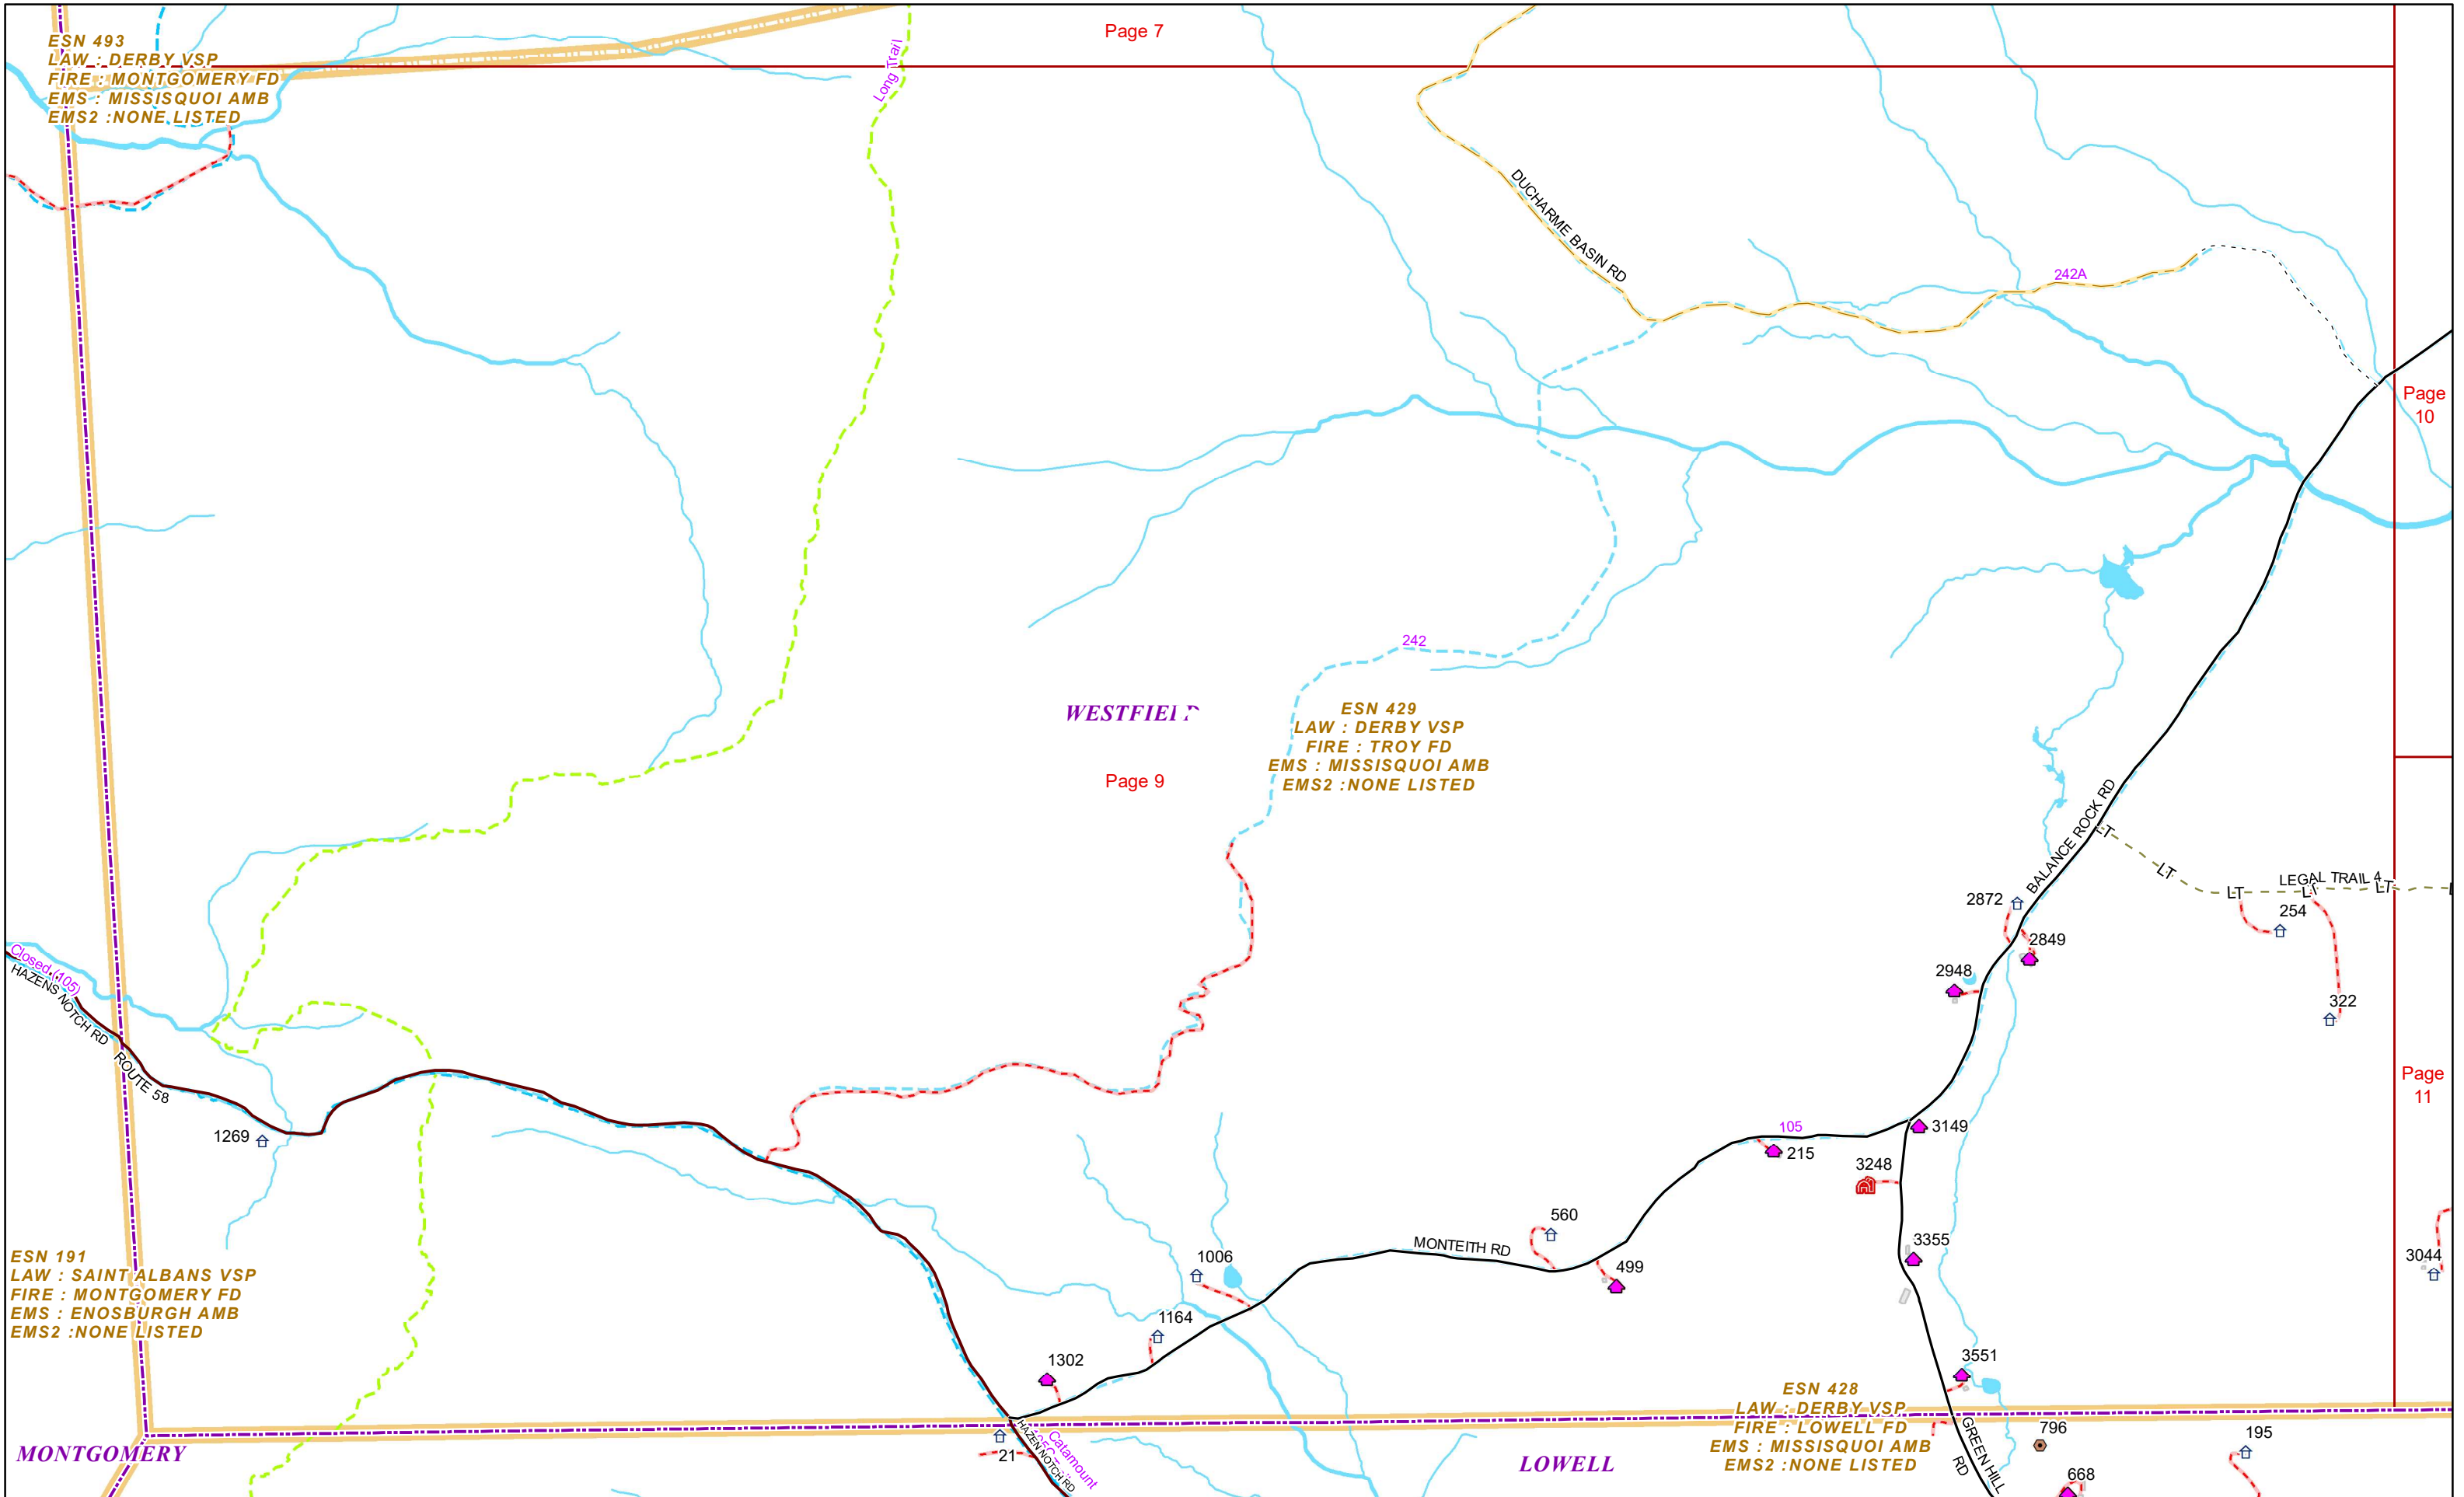 Page 7
ESN 493
LAW : DERBY VSP
FIRE : MONTGOMERY FD
EMS : MISSISQUOI AMB
EMS2 :NONE LISTED
Long Trail
DUCHARME BASIN RD
242A
Page
10
242
WESTFIEL
ESN 429
LAW : DERBY VSP
FIRE : TROY FD
EMS : MISSISQUOI AMB
EMS2 :NONE LISTED
Page 9
BALANCE ROCK RD
LT
LT
LT
LEGAL TRAIL 4
LT
LT
2872
254
2849
2948
322
Closed (105)
HAZENS NOTCH RD
ROUTE 58
Page
11
1269
105
3149
215
3248
560
MONTEITH RD
3355
1006
499
3044
ESN 191
LAW : SAINT ALBANS VSP
FIRE : MONTGOMERY FD
EMS : ENOSBURGH AMB
EMS2 :NONE LISTED
1164
1302
3551
ESN 428
LAW : DERBY VSP
FIRE : LOWELL FD
EMS : MISSISQUOI AMB
EMS2 :NONE LISTED
MONTGOMERY
21
HAZEN NOTCH RD
Catamount
LOWELL
GREEN HILL
RD
796
195
668